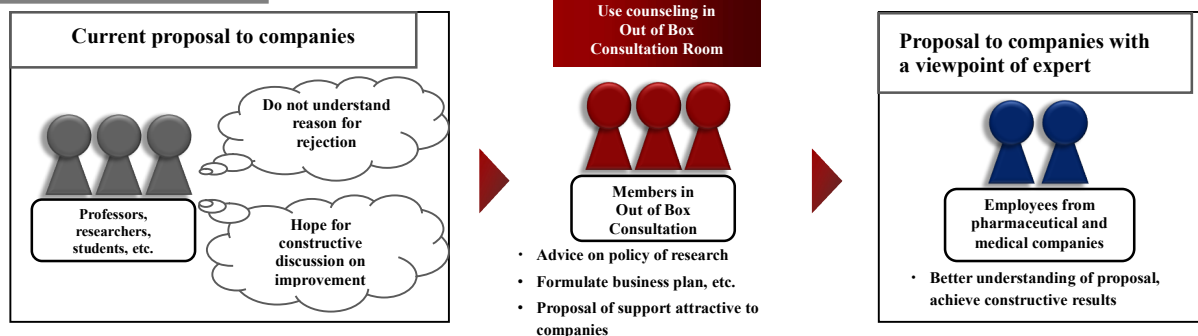 Current proposal to companies
Do not understand
reason for
rejection
Professors,
researchers,
students, etc.
Hope for
constructive
discussion on
improvement
Use counseling in
Out of Box
Consultation Room
Members in
Out of Box
Consultation
・ Advice on policy of research
• Formulate business plan, etc.
• Proposal of support attractive to
companies
Proposal to companies with
a viewpoint of expert
Employees from
pharmaceutical and
medical companies
・ Better understanding of proposal,
achieve constructive results